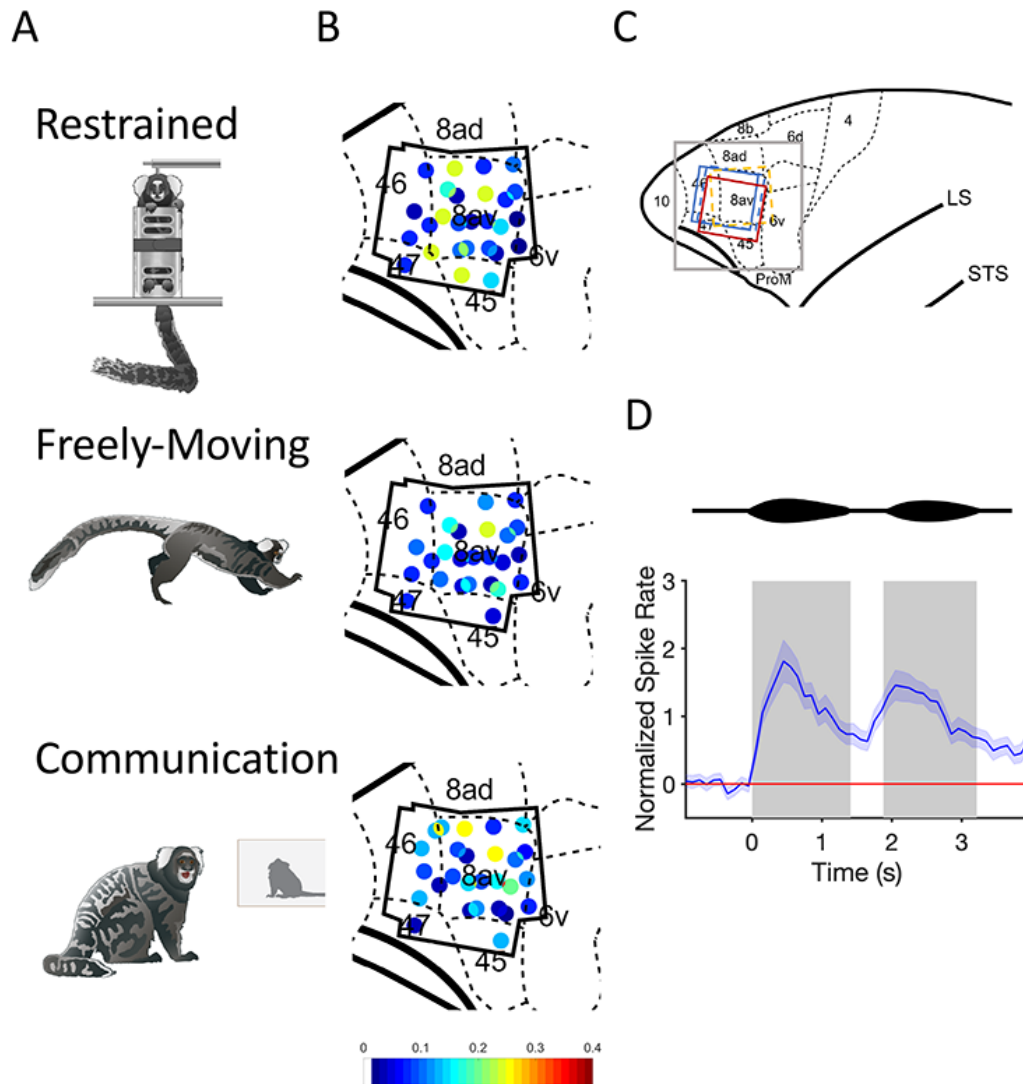 A
B
C
D
Restrained
Freely-Moving
Communication
8ad
46
8av
47
6v
45
8ad
46
8av
47
6v
45
8ad
46
8av
47
6v
45
0 0.1 0.2 0.3 0.4
8b
6d
4
8ad
46
10
8av
6v
47
45
ProM
LS
STS
Normalized Spike Rate
3
2
1
0
0 1 2 3
Time (s)